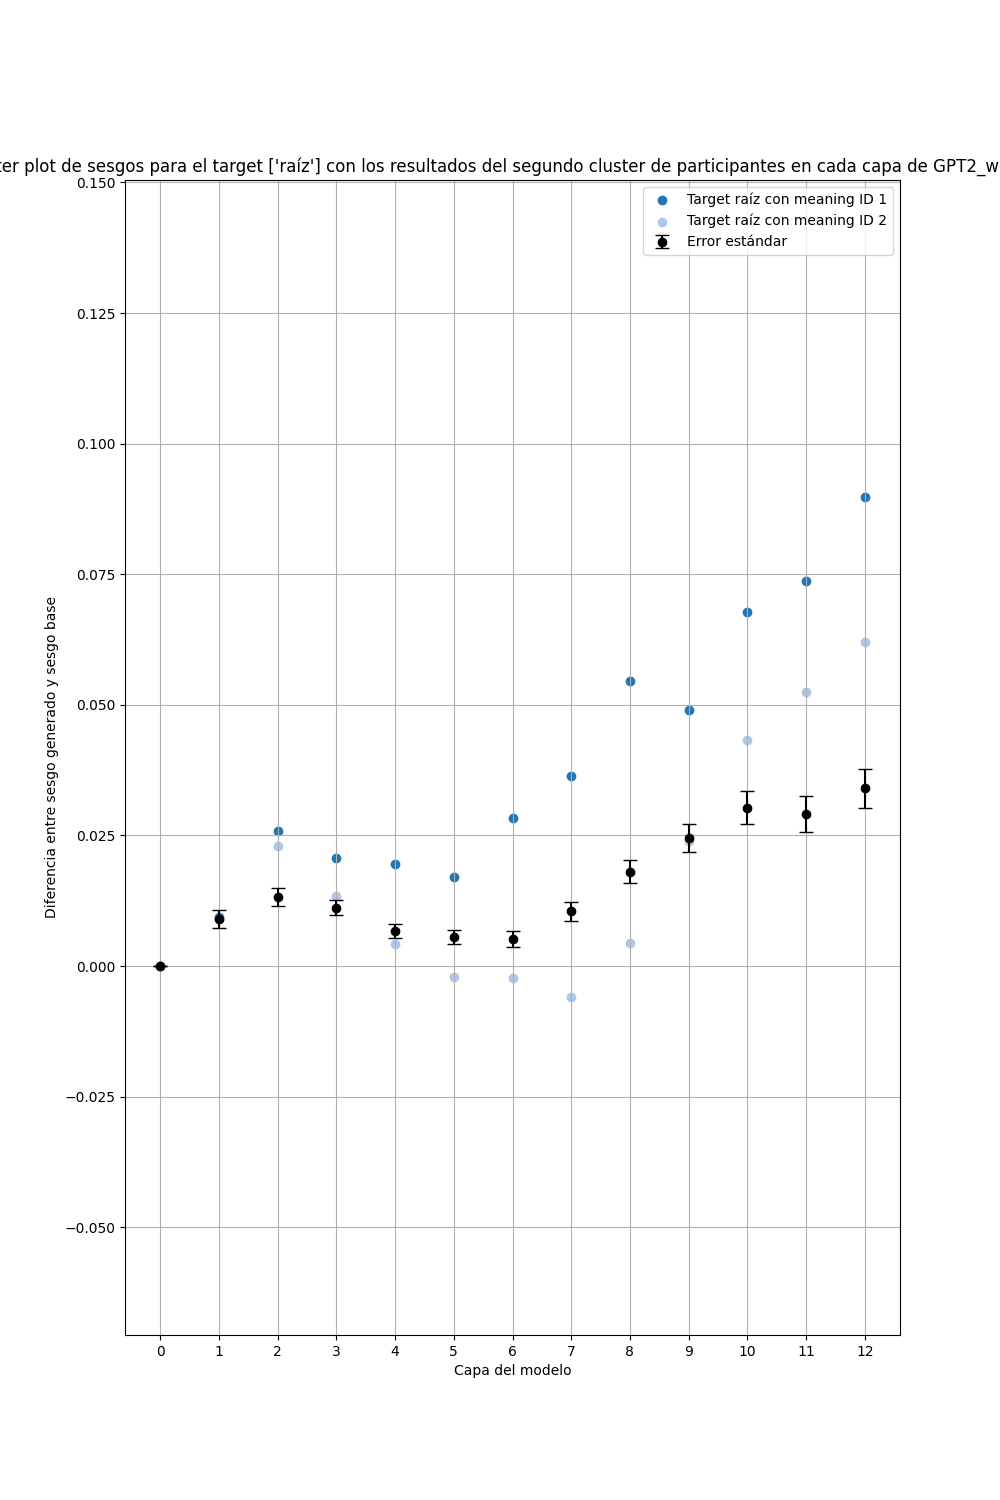 ter plot de sesgos para el target ['raíz'] con los resultados del segundo cluster de participantes en cada capa de GPT2_w
Target raíz con meaning ID 1
Target raíz con meaning ID 2
Error estándar
0.150
0.125
0.100
0.075
0.050
0.025
0.000
−0.025
−0.050
Diferencia entre sesgo generado y sesgo base
0 1 2 3 4 5 6 7 8 9 10 11 12
Capa del modelo